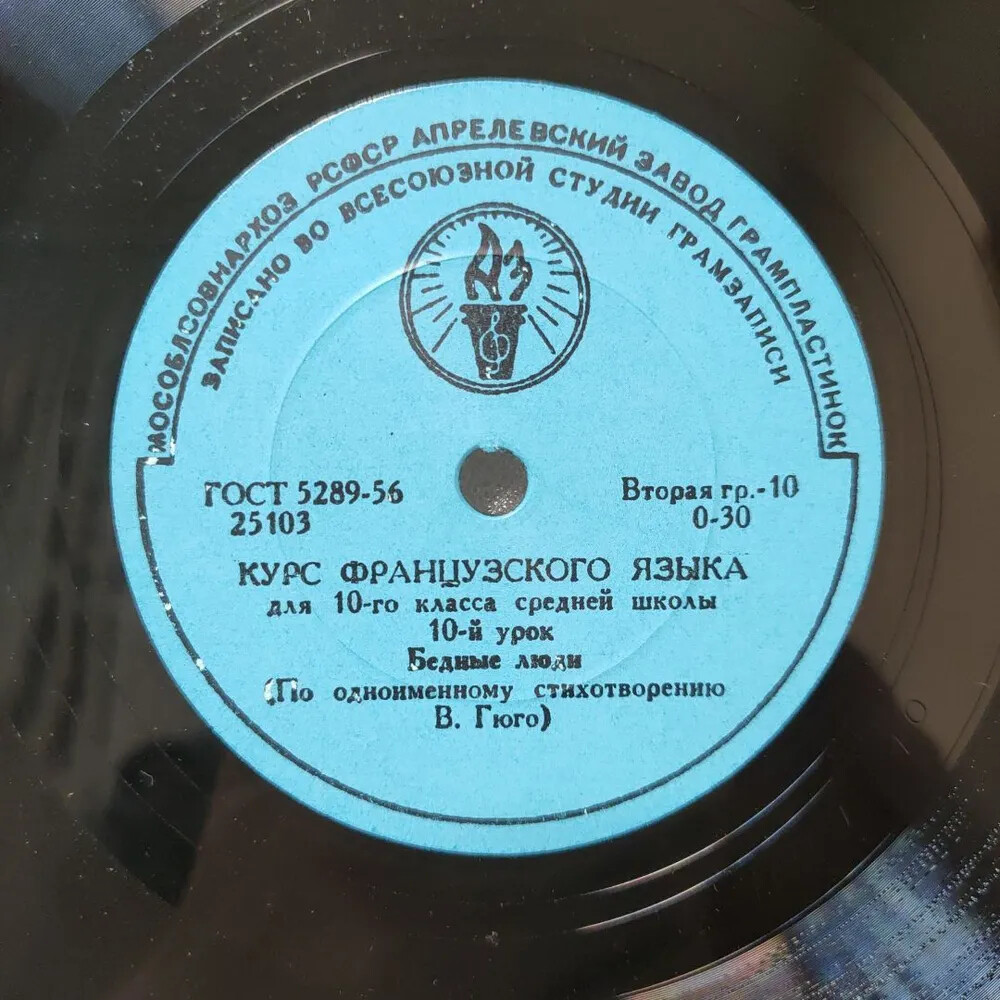 МОСОБЛСОВНАРХОЗ РСФСР АПРЕЛЕВСКИЙ ЗАВОД ГРАМПЛАСТИНОК
ЗАПИСАНО ВО ВСЕСОЮЗНОЙ СТУДИИ ГРАМЗАПИСИ
ГОСТ 5289-56
25103
Вторая гр.-10
0-30
КУРС ФРАНЦУЗСКОГО ЯЗЫКА
для 10-го класса средней школы
10-й урок
Бедные люди
(По одноименному стихотворению
В. Гюго)